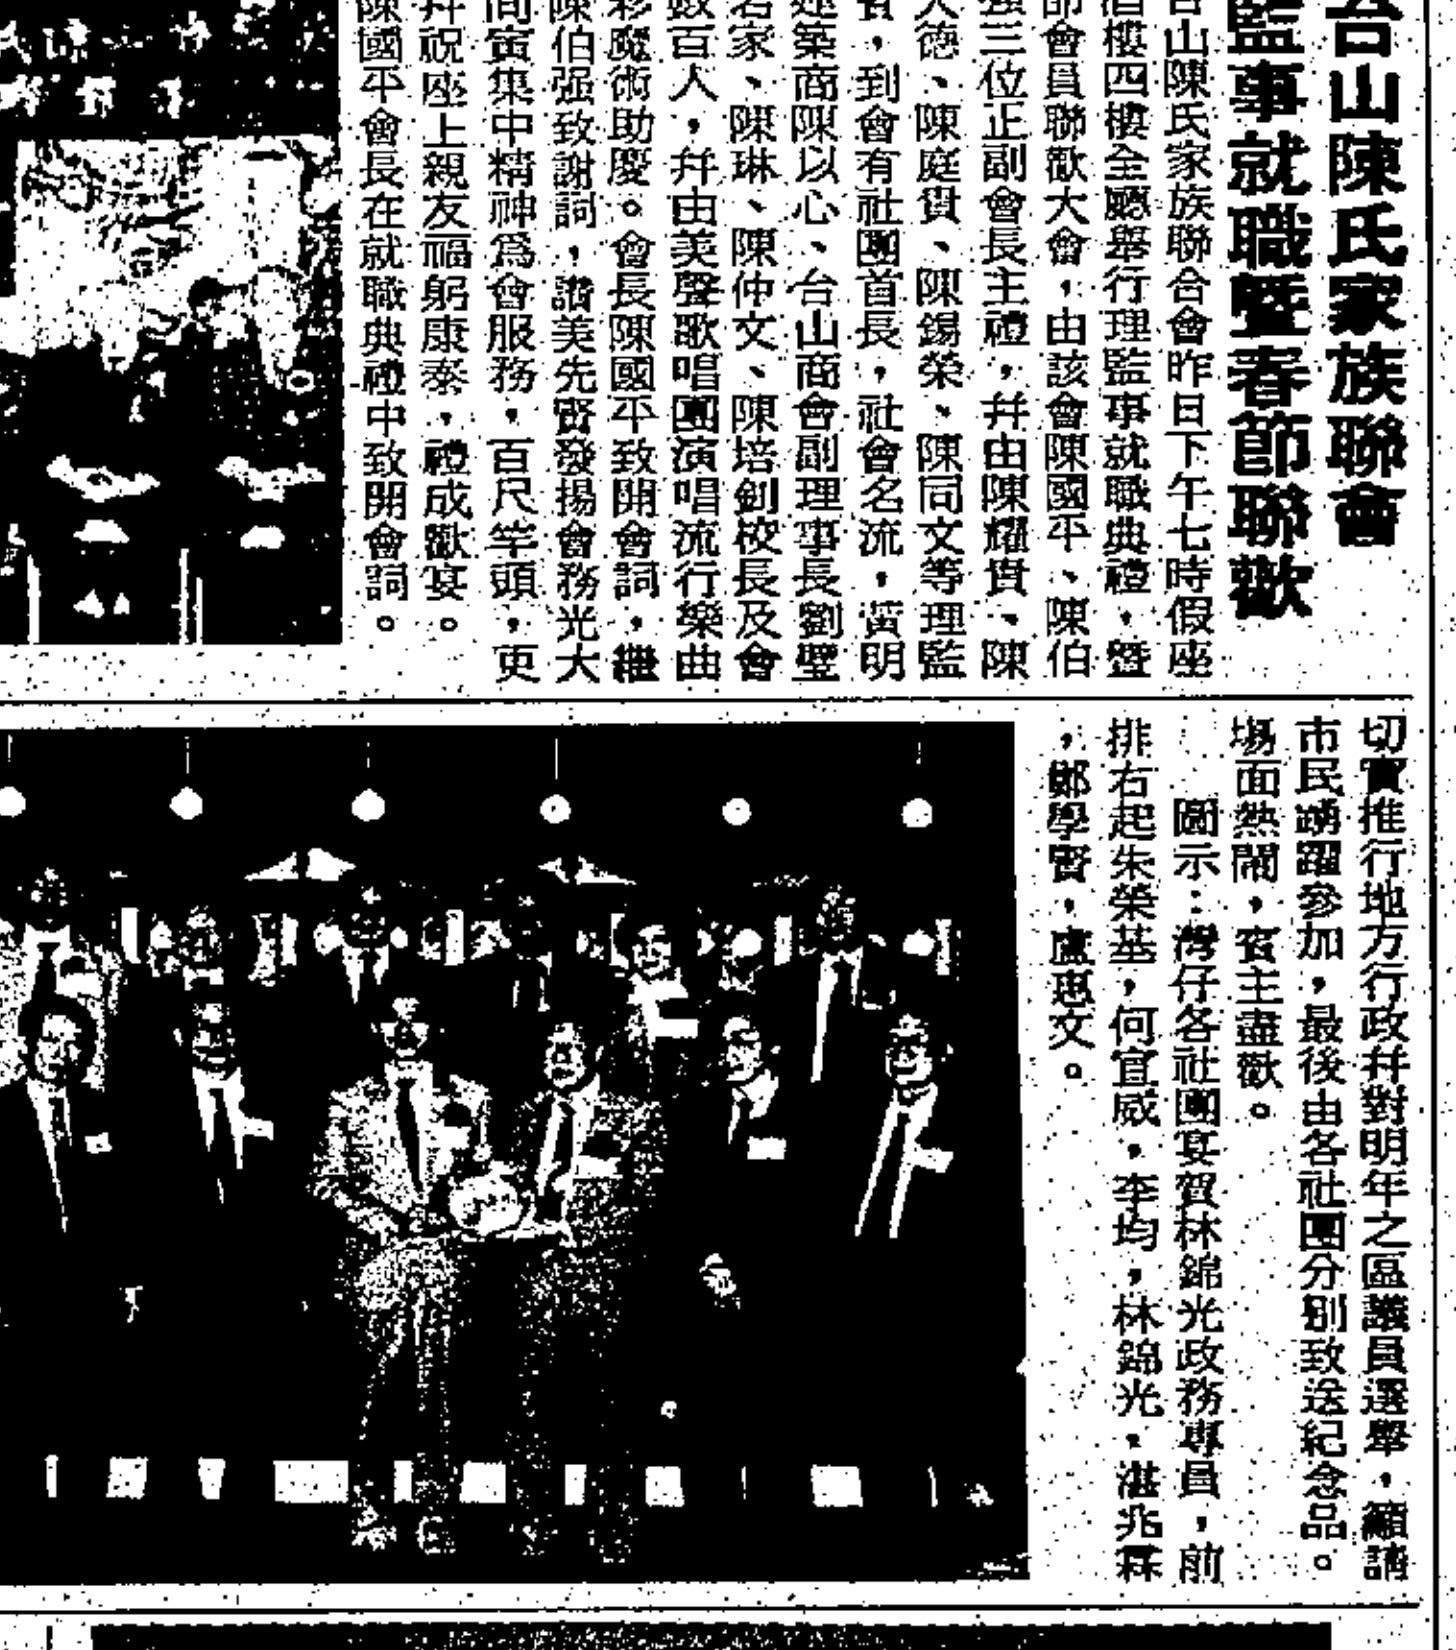 台山陳氏家族聯會
監事就職暨春節聯歡
台山陳氏家族聯合會昨日下午七時假座
酒樓四樓全廳舉行理監事就職典禮，暨
會員聯歡大會，由該會陳國平、陳伯
強三位正副會長主禮，幷由陳耀貴、陳
大德、陳庭貴、陳錫榮、陳同文等理監
，到會有社團首長，社會名流，黃明
建築商陳以心、台山商會副理事長劉璧
名家、陳琳、陳仲文、陳培釗校長及會
數百人，幷由美聲歌唱團演唱流行樂曲
彩魔術助慶。會長陳國平致開會詞，繼
陳伯强致謝詞，讚美先賢發揚會務光大
同寅集中精神爲會服務，百尺竿頭，更
幷祝座上親友福躬康泰，禮成歡宴。
陳國平會長在就職典禮中致開會詞。
切實推行地方行政幷對明年之區議員選舉，籲請
市民踴躍參加，最後由各社團分別致送紀念品。
場面熱鬧，賓主盡歡。
圖示：灣仔各社團宴賀林錦光政務專員，前
排右起朱榮基，何宜威，李均，林錦光，湛兆霖
，鄭學賢，盧惠文。